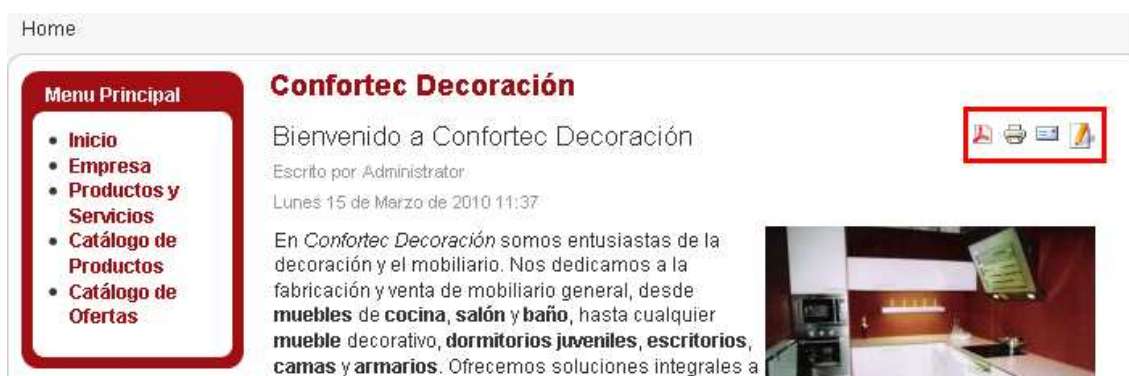 Home
Menu Principal
Inicio
Empresa
Productos y
Servicios
Catálogo de
Productos
Catálogo de
Ofertas
Confortec Decoración
Bienvenido a Confortec Decoración
Escrito por Administrator
Lunes 15 de Marzo de 2010 11:37
En Confortec Decoración somos entusiastas de la
decoración y el mobiliario. Nos dedicamos a la
fabricación y venta de mobiliario general, desde
muebles de cocina, salón y baño, hasta cualquier
mueble decorativo, dormitorios juveniles, escritorios,
camas y armarios. Ofrecemos soluciones integrales a